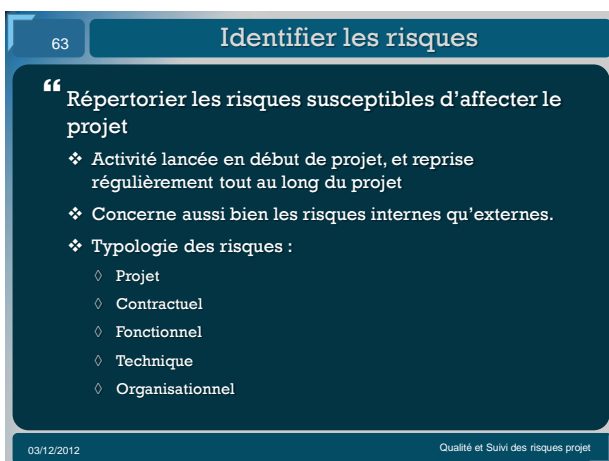 63
Identifier les risques
“ Répertorier les risques susceptibles d’affecter le
projet
❖ Activité lancée en début de projet, et reprise
régulièrement tout au long du projet
❖ Concerne aussi bien les risques internes qu’externes.
❖ Typologie des risques :
◊ Projet
◊ Contractuel
◊ Fonctionnel
◊ Technique
◊ Organisationnel
03/12/2012
Qualité et Suivi des risques projet